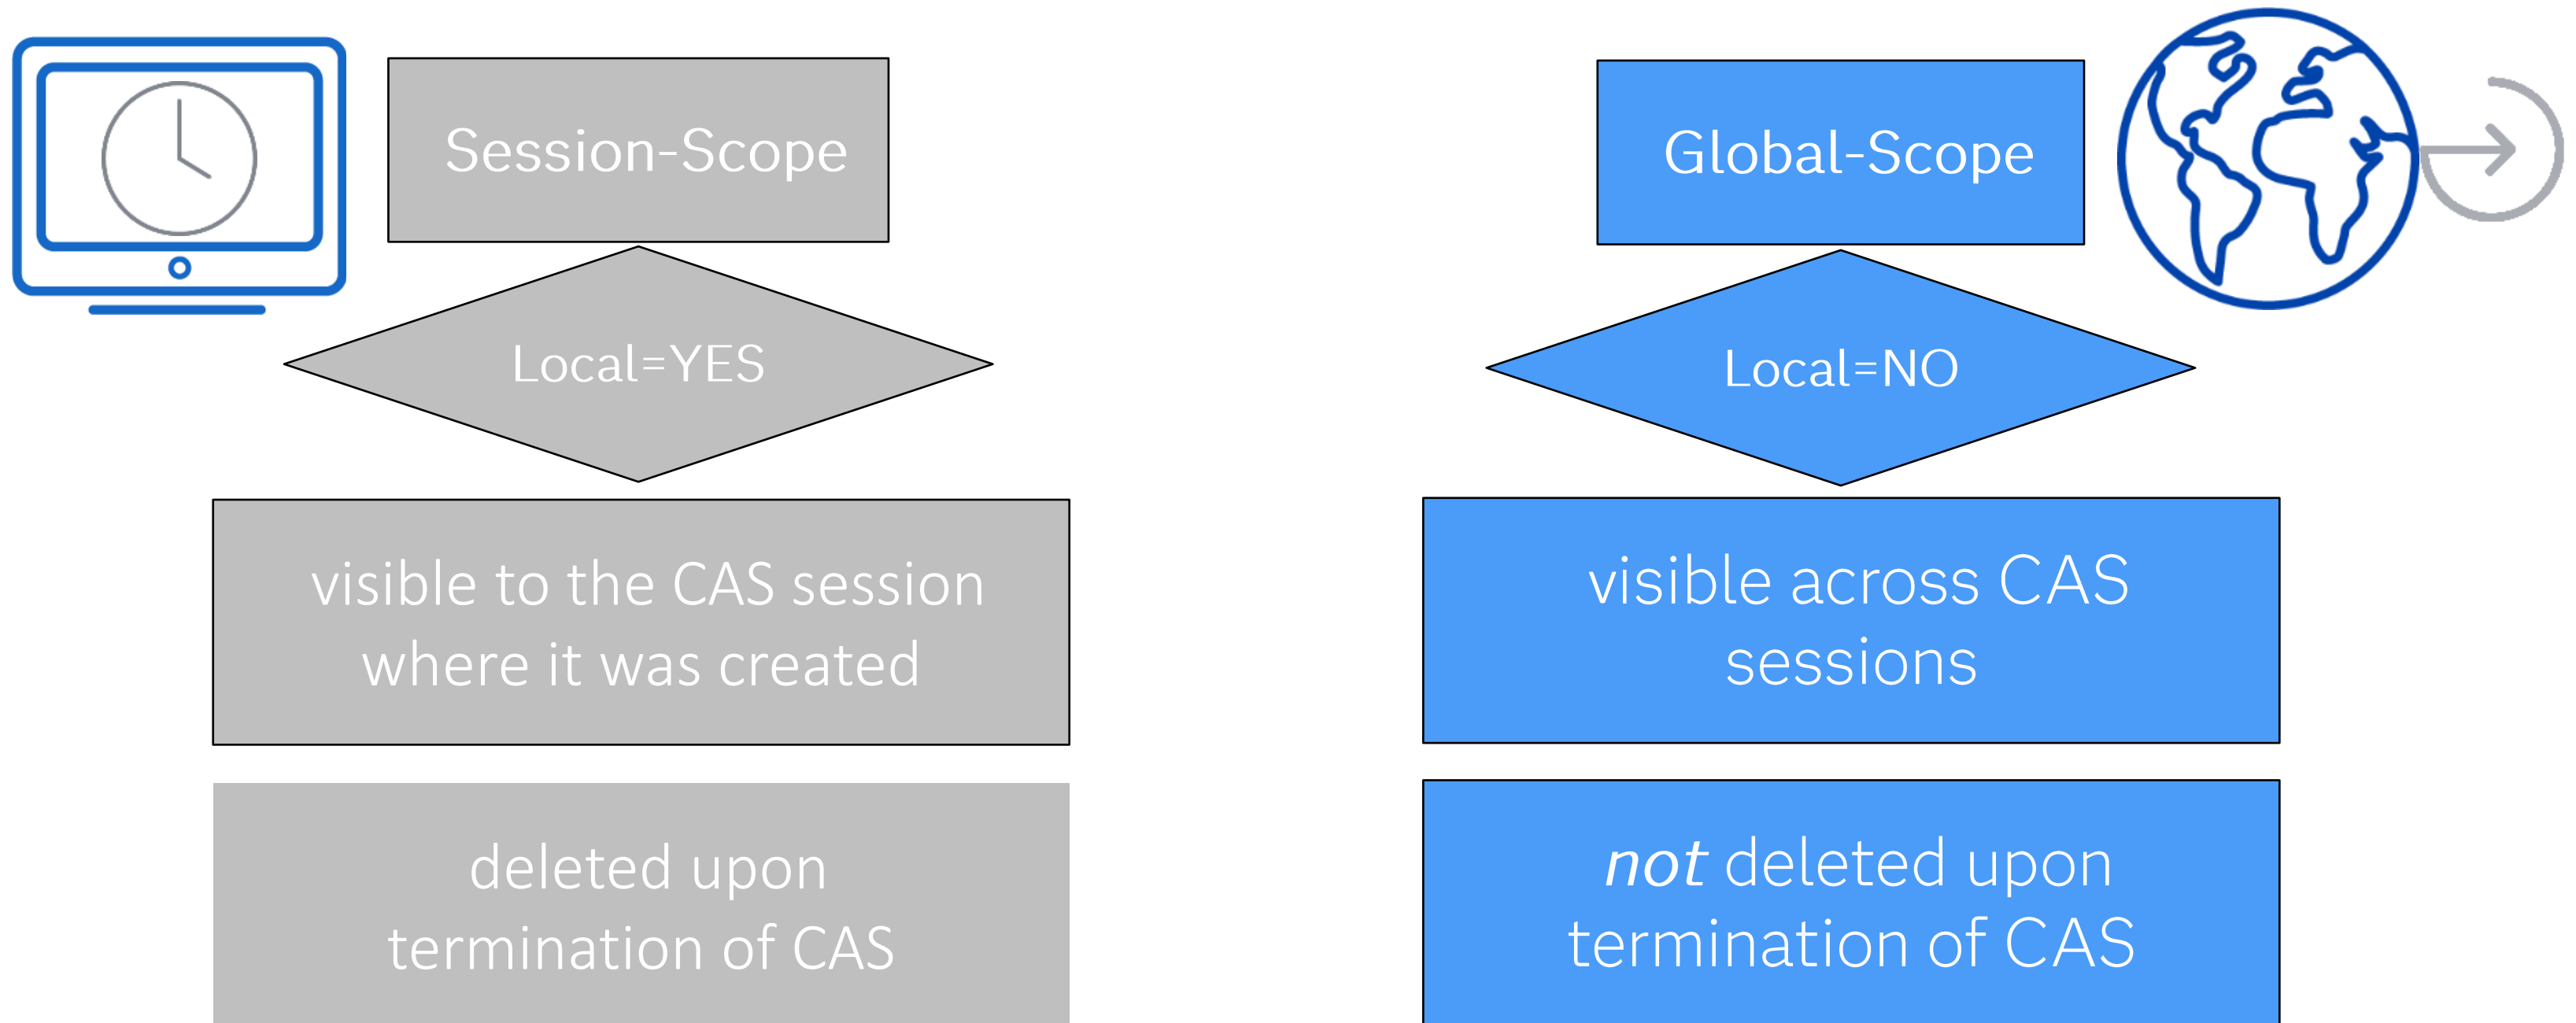 Session-Scope
Local=YES
visible to the CAS session
where it was created
deleted upon
termination of CAS
Global-Scope
Local=NO
visible across CAS
sessions
not deleted upon
termination of CAS